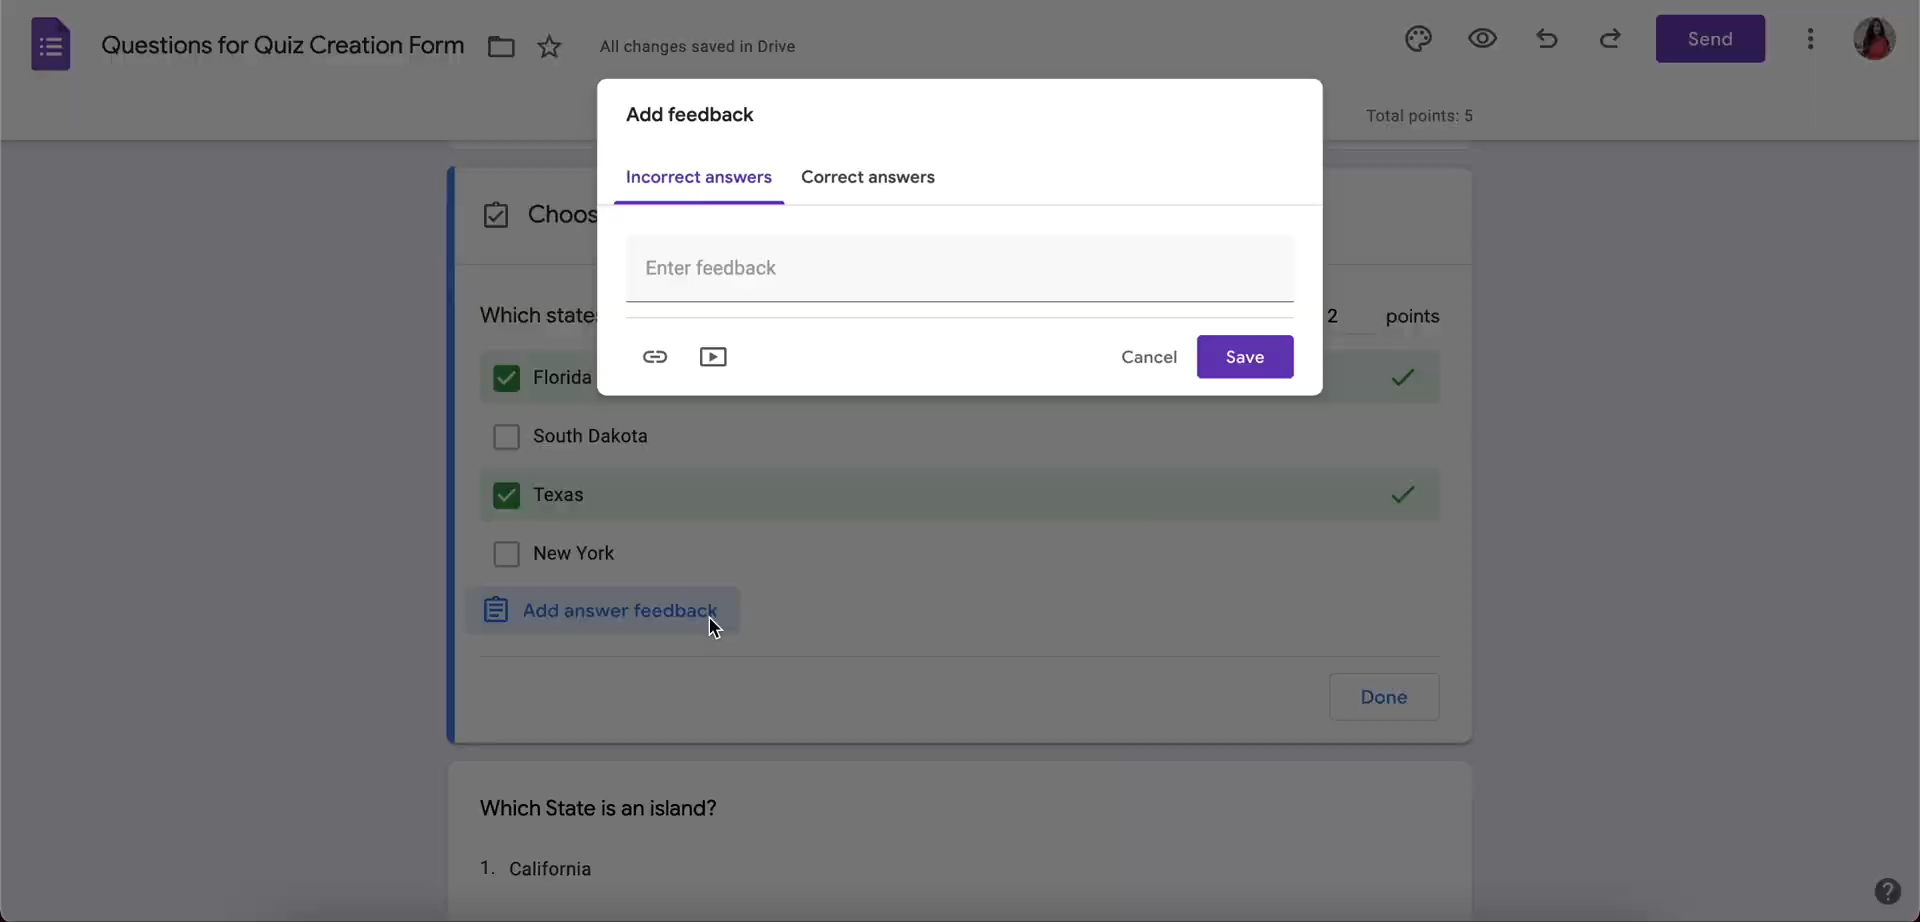 Questions for Quiz Creation Form
All changes saved in Drive
Send
Total points: 5
Add feedback
Incorrect answers
Correct answers
Enter feedback
Cancel
Save
Choos
Which state
2
points
Florida
South Dakota
Texas
New York
Add answer feedback
Done
Which State is an island?
1. California